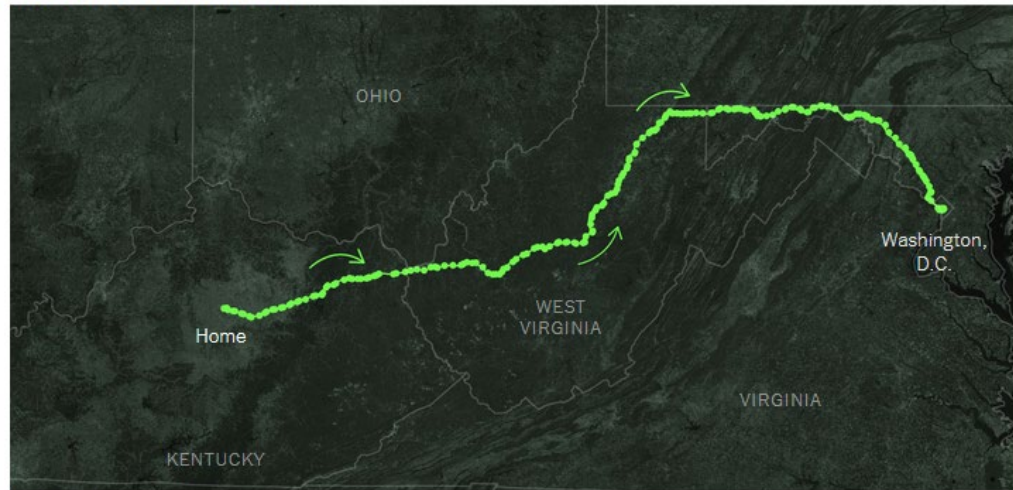 OHIO
Washington,
D.C.
WEST
VIRGINIA
Home
VIRGINIA
KENTUCKY